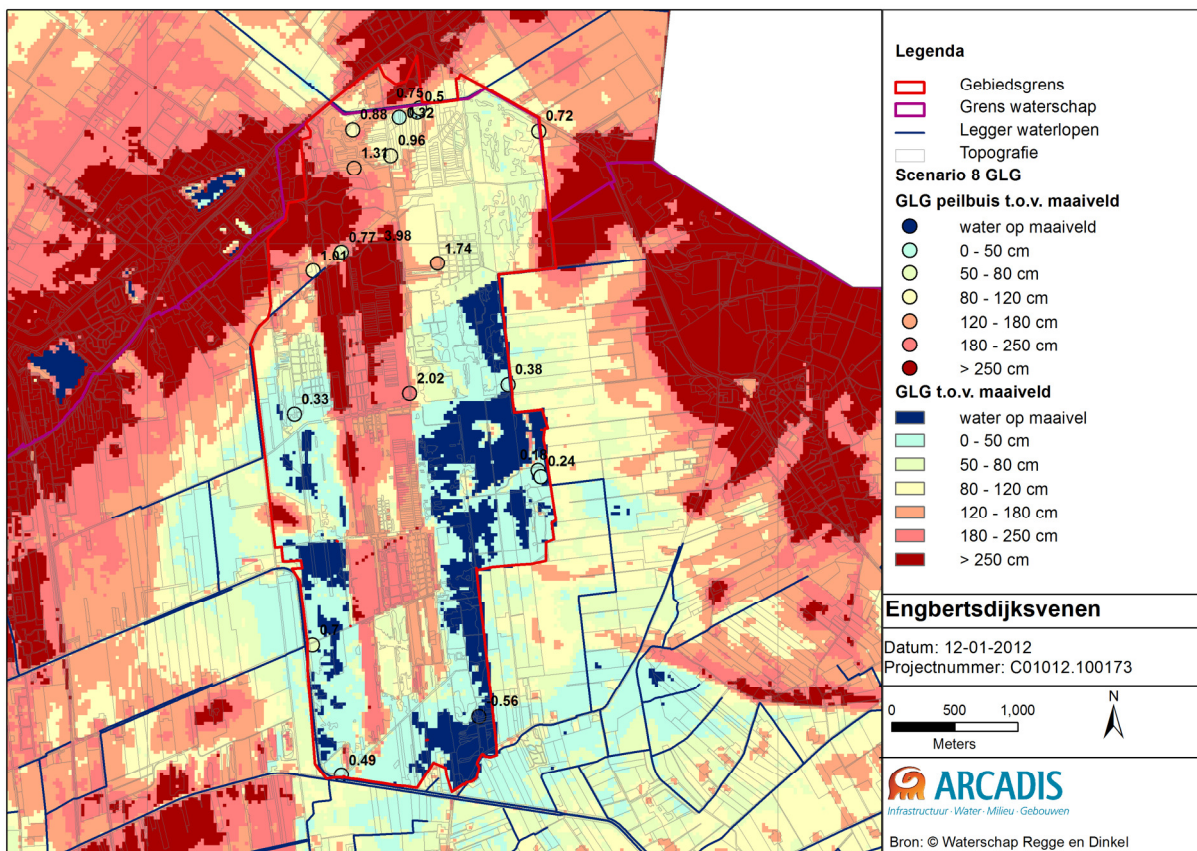 0.75
0.5
0.88
0.32
0.72
0.96
1.31
0.77
3.98
1.01
1.74
0.38
2.02
0.33
0.16
0.24
0.7
-0.56
0.49
Legenda
Gebiedsgrens
Grens waterschap
Legger waterlopen
Topografie
Scenario 8 GLG
GLG peilbuis t.o.v. maaiveld
water op maaiveld
0 - 50 cm
50 - 80 cm
80 - 120 cm
120 - 180 cm
180 - 250 cm
> 250 cm
GLG t.o.v. maaiveld
water op maaivel
0 - 50 cm
50 - 80 cm
80 - 120 cm
120 - 180 cm
180 - 250 cm
> 250 cm
Engbertsdijksvenen
Datum: 12-01-2012
Projectnummer: C01012.100173
0 500 1,000
Meters
N
ARCADIS
Infrastructuur · Water · Milieu · Gebouwen
Bron: © Waterschap Regge en Dinkel